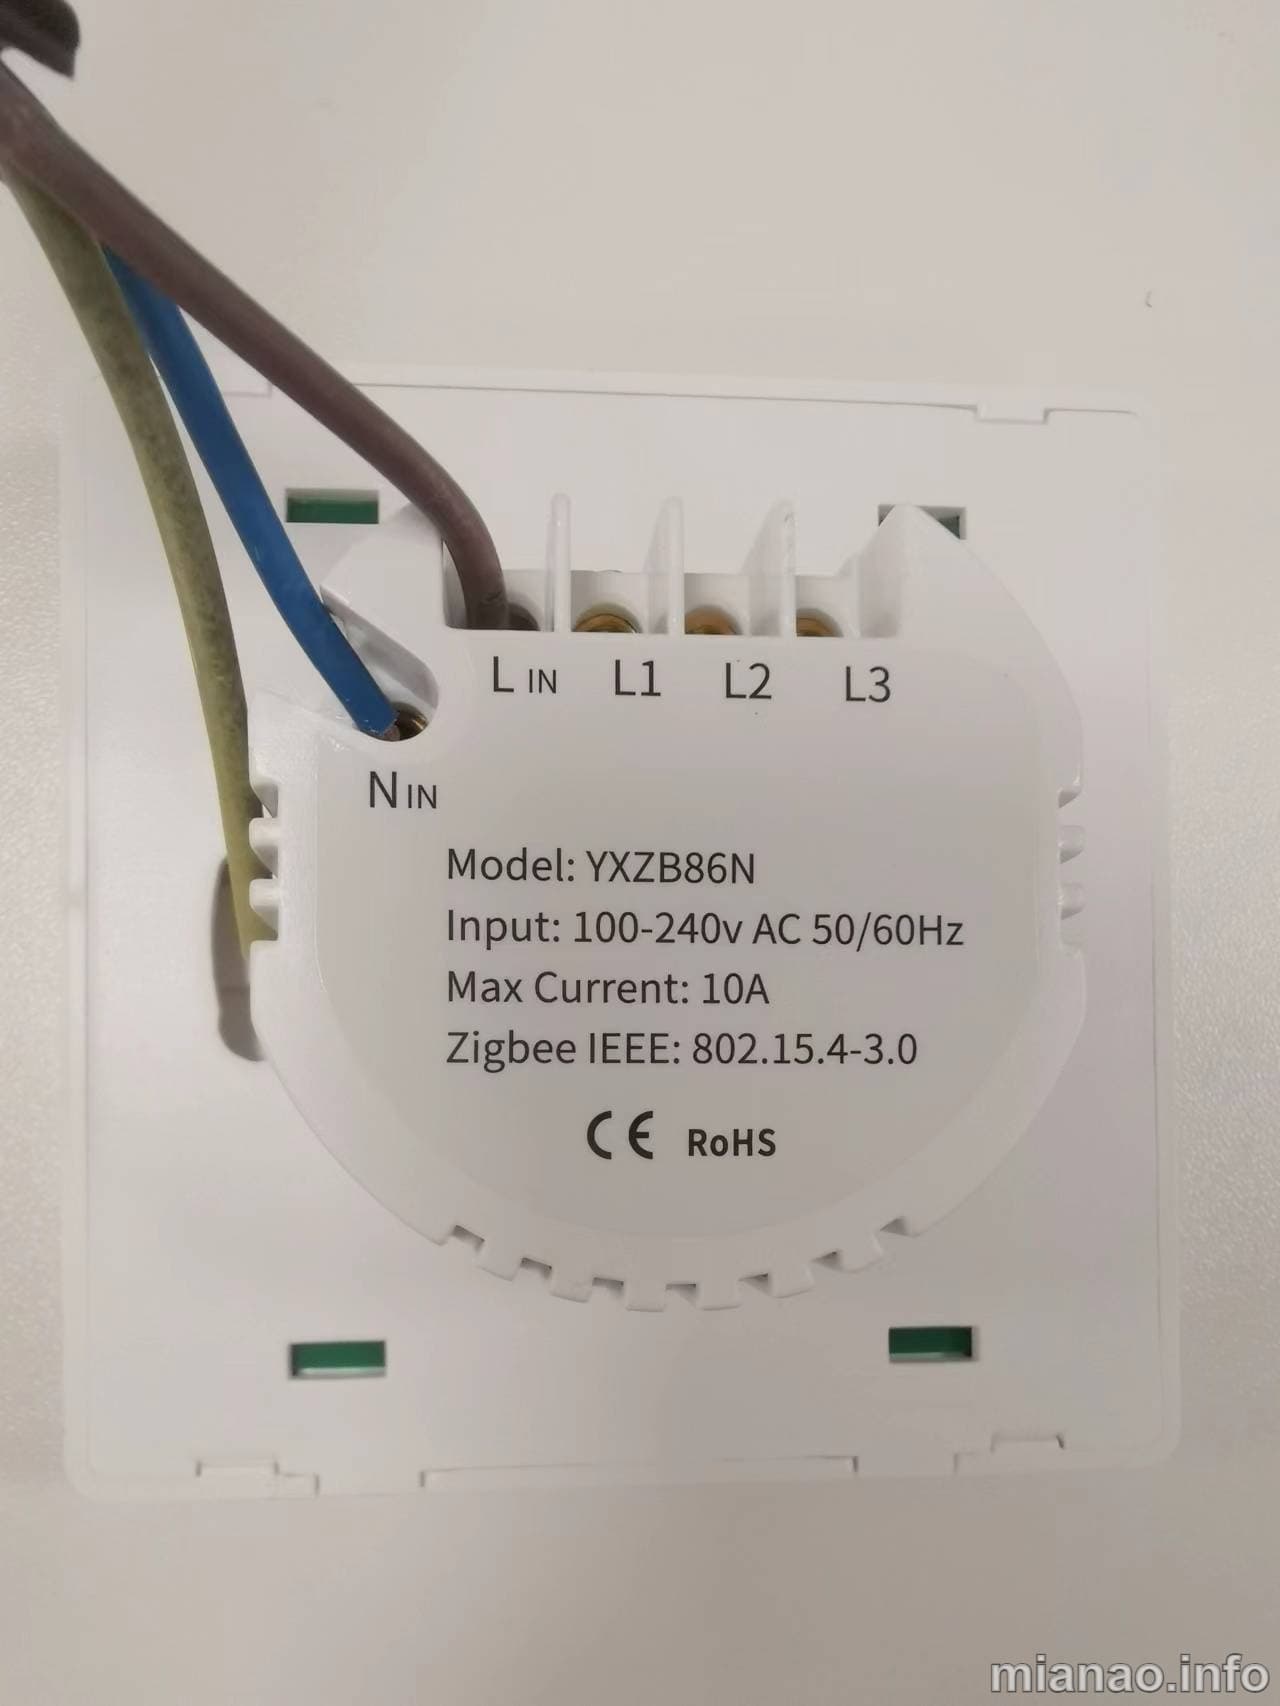 L IN L1 L2 L3
N IN
Model: YXZB86N
Input: 100-240v AC 50/60Hz
Max Current: 10A
Zigbee IEEE: 802.15.4-3.0
CE RoHS
mianao.info